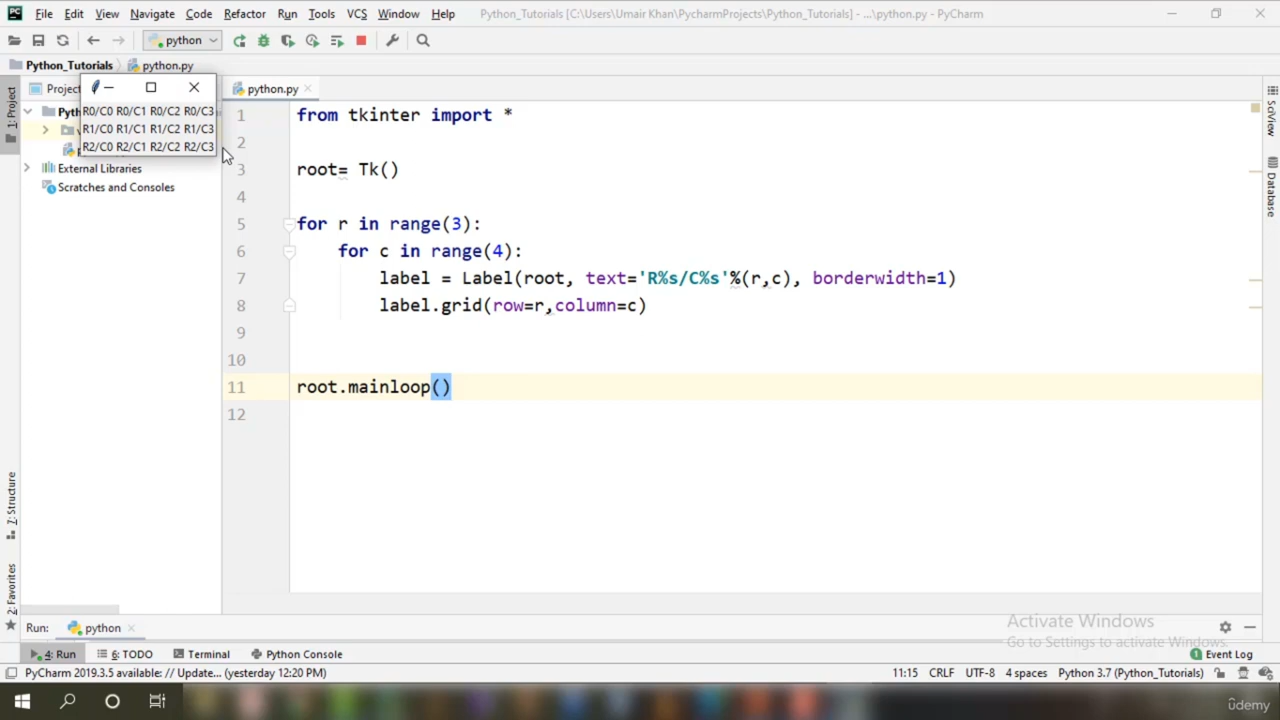 PC File Edit View Navigate Code Refactor Run Tools VCS Window Help Python_Tutorials [C:\Users\Umair Khan\PycharmProjects\Python_Tutorials] - ...\python.py - PyCharm
python
Python_Tutorials python.py
1: Project
Project
python.py
Pyth
R0/C0 R0/C1 R0/C2 R0/C3
R1/C0 R1/C1 R1/C2 R1/C3
R2/C0 R2/C1 R2/C2 R2/C3
External Libraries
Scratches and Consoles
1 from tkinter import *
2
3 root= Tk()
4
5 for r in range(3):
6 for c in range(4):
7 label = Label(root, text='R%s/C%s'%(r,c), borderwidth=1)
8 label.grid(row=r,column=c)
9
10
11 root.mainloop()
12
SciView
Database
7: Structure
2: Favorites
Run: python
Activate Windows
Go to Settings to activate Windows.
4: Run 6: TODO Terminal Python Console 1 Event Log
PyCharm 2019.3.5 available: // Update... (yesterday 12:20 PM) 11:15 CRLF UTF-8 4 spaces Python 3.7 (Python_Tutorials)
ûdemy